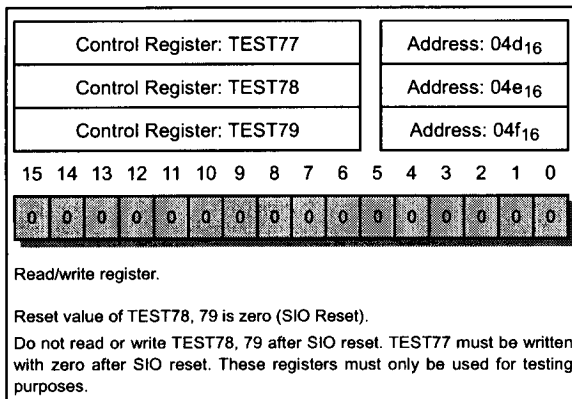 Control Register: TEST77 Address: 04d16
Control Register: TEST78 Address: 04e16
Control Register: TEST79 Address: 04f16
15 14 13 12 11 10 9 8 7 6 5 4 3 2 1 0
0 0 0 0 0 0 0 0 0 0 0 0 0 0 0 0
Read/write register.
Reset value of TEST78, 79 is zero (SIO Reset).
Do not read or write TEST78, 79 after SIO reset. TEST77 must be written
with zero after SIO reset. These registers must only be used for testing
purposes.